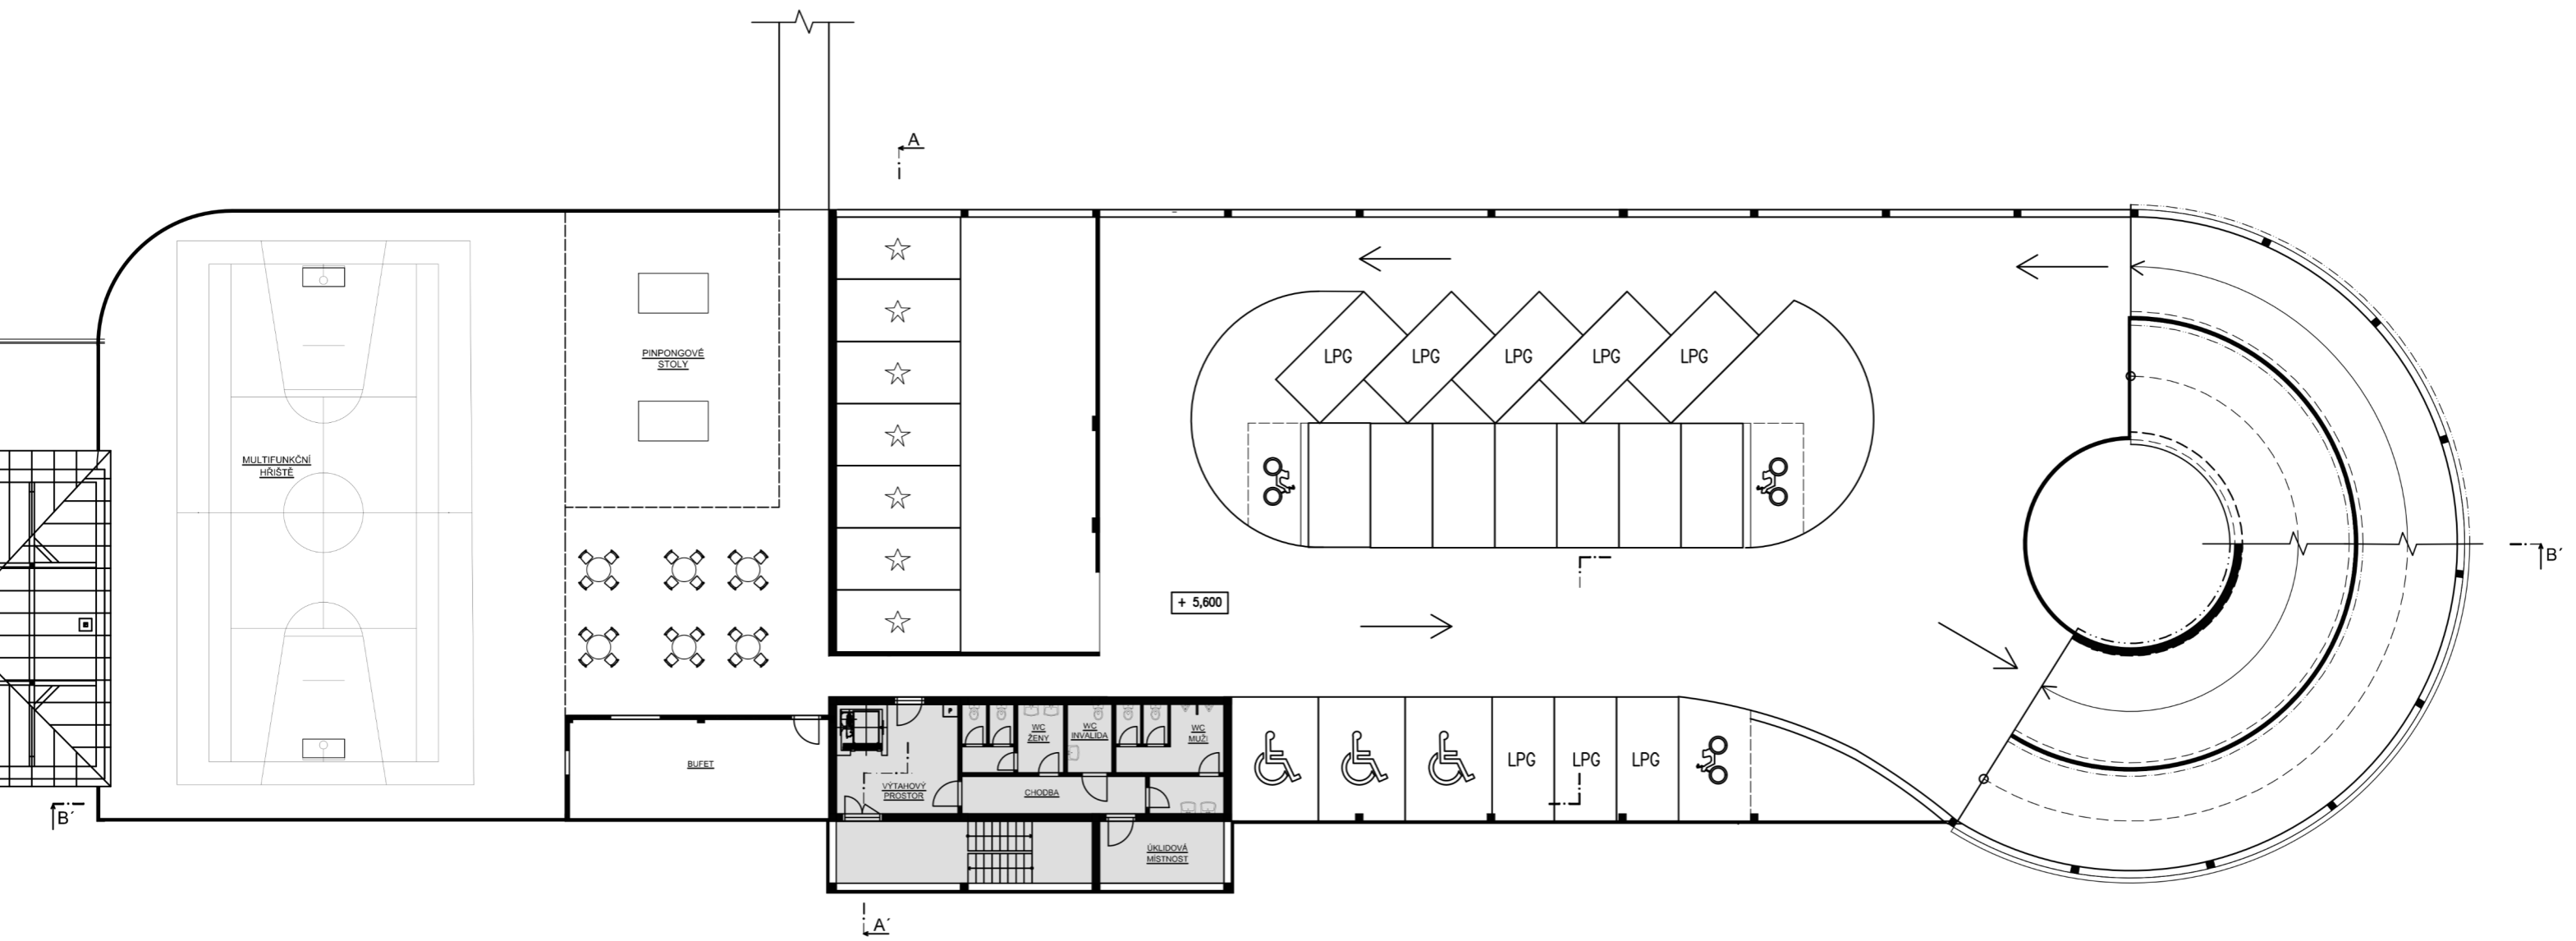 A
LPG
LPG
LPG
LPG
LPG
PINPONGOVÉ
STOLY
MULTIFUNKČNÍ
HŘIŠTĚ
B´
+ 5,600
P
WC
ŽENY
WC
INVALIDA
WC
MUŽI
BUFET
LPG
LPG
LPG
VÝTAHOVÝ
PROSTOR
CHODBA
B´
ÚKLIDOVÁ
MÍSTNOST
A´